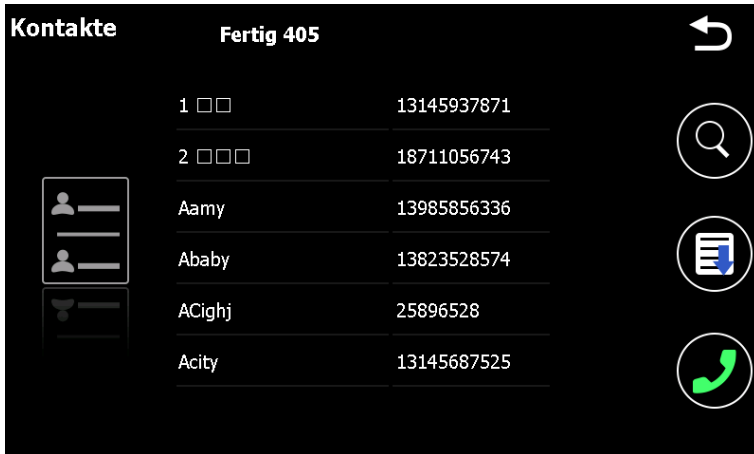 Kontakte
Fertig 405
1 □□ 13145937871
2 □□□ 18711056743
Aamy 13985856336
Ababy 13823528574
ACighj 25896528
Acity 13145687525